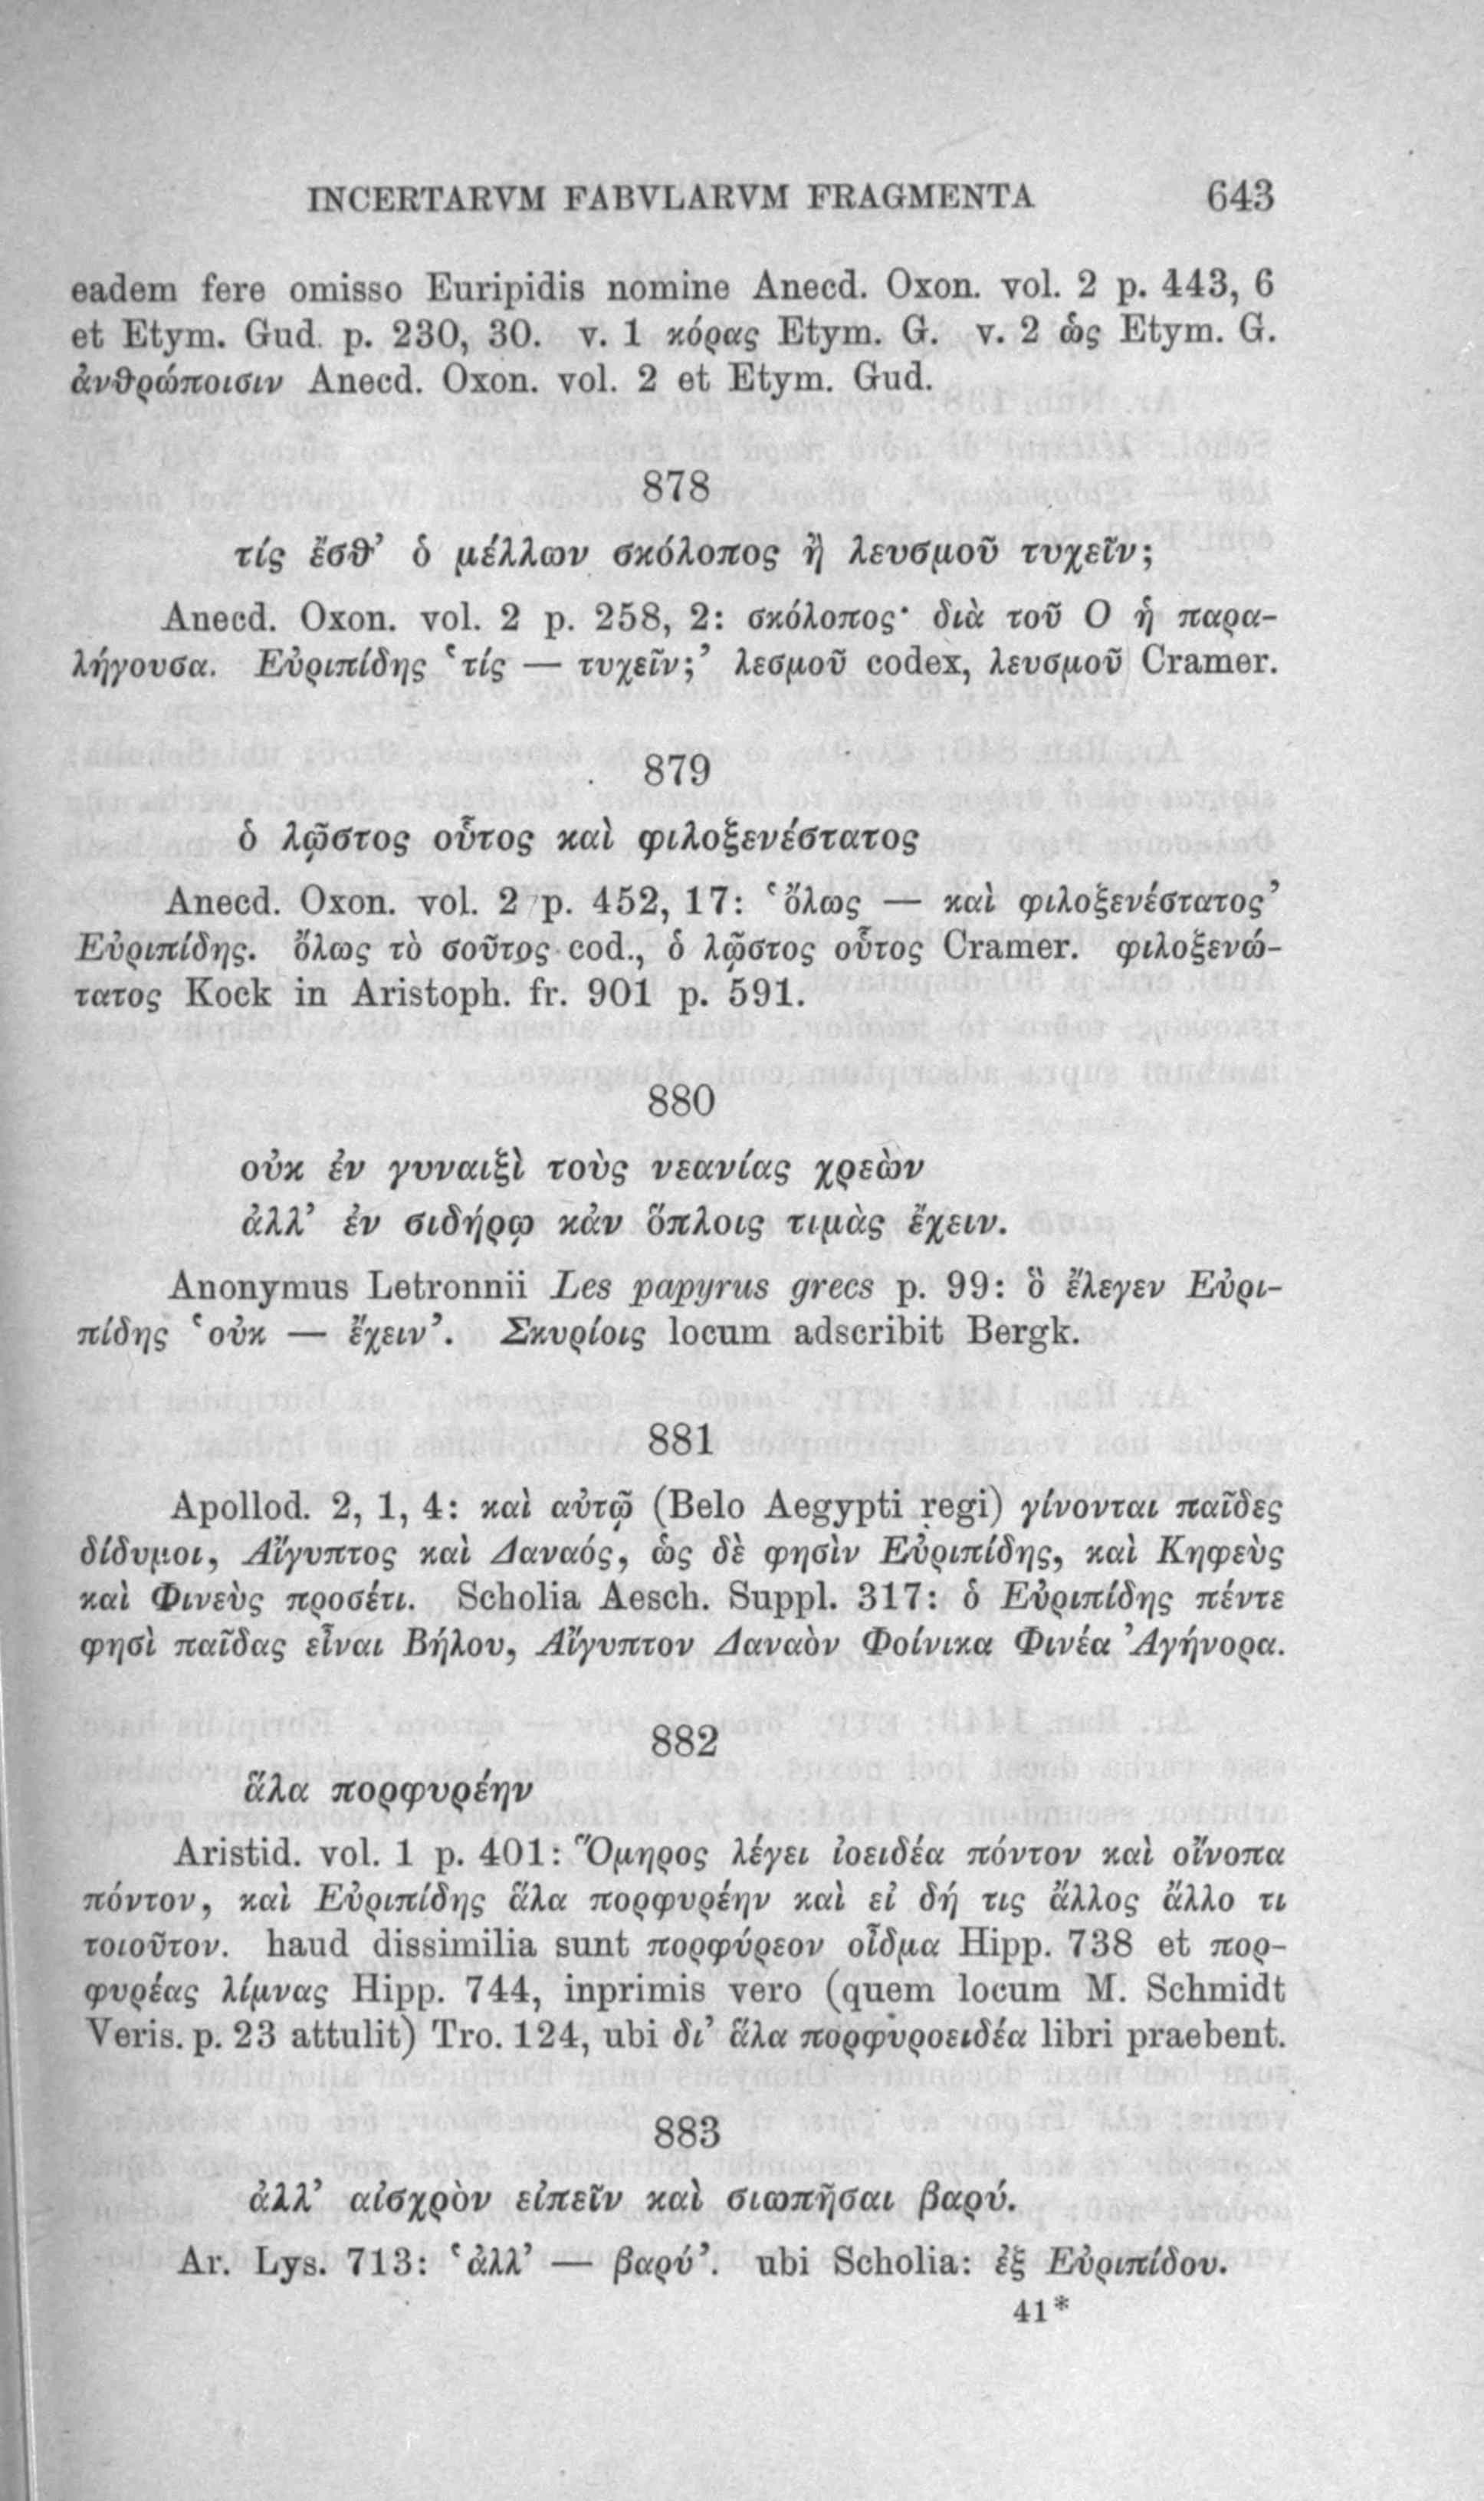 INCERTARVM FABVLARVM FRAGMENTA 643
eadem fere omisso Euripidis nomine Anecd. Oxon. vol. 2 p. 443, 6
et Etym. Gud. p. 230, 30. v. 1 κόρας Etym. G. v. 2 ὡς Etym. G.
ἀνθρώποισιν Anecd. Oxon. vol. 2 et Etym. Gud.
878
τίς ἔσθ’ ὁ μέλλων σκόλοπος ἢ λευσμοῦ τυχεῖν;
Anecd. Oxon. vol. 2 p. 258, 2: σκόλοπος· διὰ τοῦ Ο ἡ παρα-
λήγουσα. Εὐριπίδης ‘τίς — τυχεῖν;’ λεσμοῦ codex, λευσμοῦ Cramer.
879
ὁ λῷστος οὗτος καὶ φιλοξενέστατος
Anecd. Oxon. vol. 2 p. 452, 17: ‘ὅλως — καὶ φιλοξενέστατος’
Εὐριπίδης. ὅλως τὸ σοῦτος cod., ὁ λῷστος οὗτος Cramer. φιλοξενώ-
τατος Kock in Aristoph. fr. 901 p. 591.
880
οὐκ ἐν γυναιξὶ τοὺς νεανίας χρεὼν
ἀλλ’ ἐν σιδήρῳ κἀν ὅπλοις τιμὰς ἔχειν.
Anonymus Letronnii Les papyrus grecs p. 99: ὃ ἔλεγεν Εὐρι-
πίδης ‘οὐκ — ἔχειν’. Σκυρίοις locum adscribit Bergk.
881
Apollod. 2, 1, 4: καὶ αὐτῷ (Belo Aegypti regi) γίνονται παῖδες
δίδυμοι, Αἴγυπτος καὶ Δαναός, ὡς δὲ φησὶν Εὐριπίδης, καὶ Κηφεὺς
καὶ Φινεὺς προσέτι. Scholia Aesch. Suppl. 317: ὁ Εὐριπίδης πέντε
φησὶ παῖδας εἶναι Βήλου, Αἴγυπτον Δαναὸν Φοίνικα Φινέα Ἀγήνορα.
882
ἅλα πορφυρέην
Aristid. vol. 1 p. 401: Ὅμηρος λέγει ἰοειδέα πόντον καὶ οἴνοπα
πόντον, καὶ Εὐριπίδης ἅλα πορφυρέην καὶ εἰ δή τις ἄλλος ἄλλο τι
τοιοῦτον. haud dissimilia sunt πορφύρεον οἶδμα Hipp. 738 et πορ-
φυρέας λίμνας Hipp. 744, inprimis vero (quem locum M. Schmidt
Veris. p. 23 attulit) Tro. 124, ubi δι’ ἅλα πορφυροειδέα libri praebent.
883
ἀλλ’ αἰσχρὸν εἰπεῖν καὶ σιωπῆσαι βαρύ.
Ar. Lys. 713: ‘ἀλλ’ — βαρύ’. ubi Scholia: ἐξ Εὐριπίδου.
41*